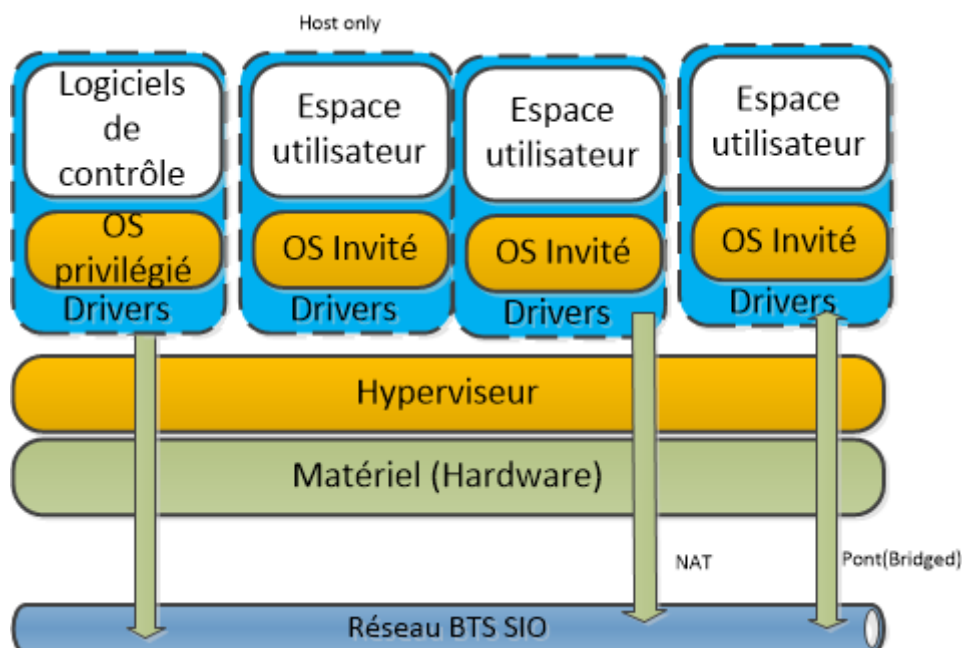 Host only
Logiciels
de
contrôle
OS
privilégié
Drivers
Espace
utilisateur
OS Invité
Drivers
Espace
utilisateur
OS Invité
Drivers
Espace
utilisateur
OS Invité
Drivers
Hyperviseur
Matériel (Hardware)
NAT
Pont(Bridged)
Réseau BTS SIO